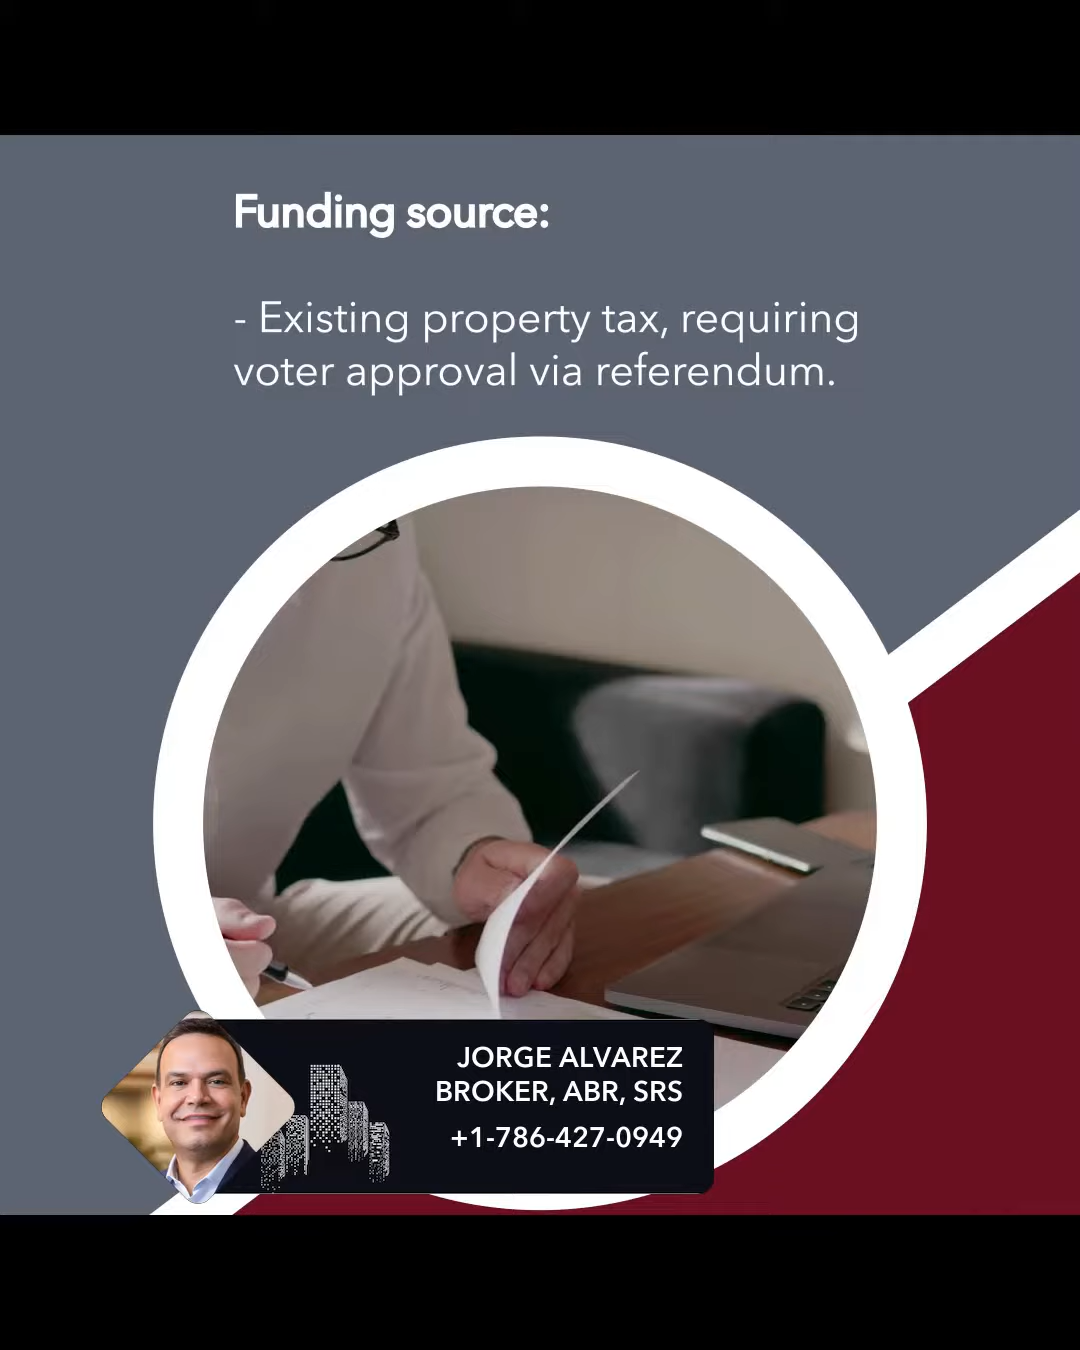 Funding source:
- Existing property tax, requiring
voter approval via referendum.
JORGE ALVAREZ
BROKER, ABR, SRS
+1-786-427-0949